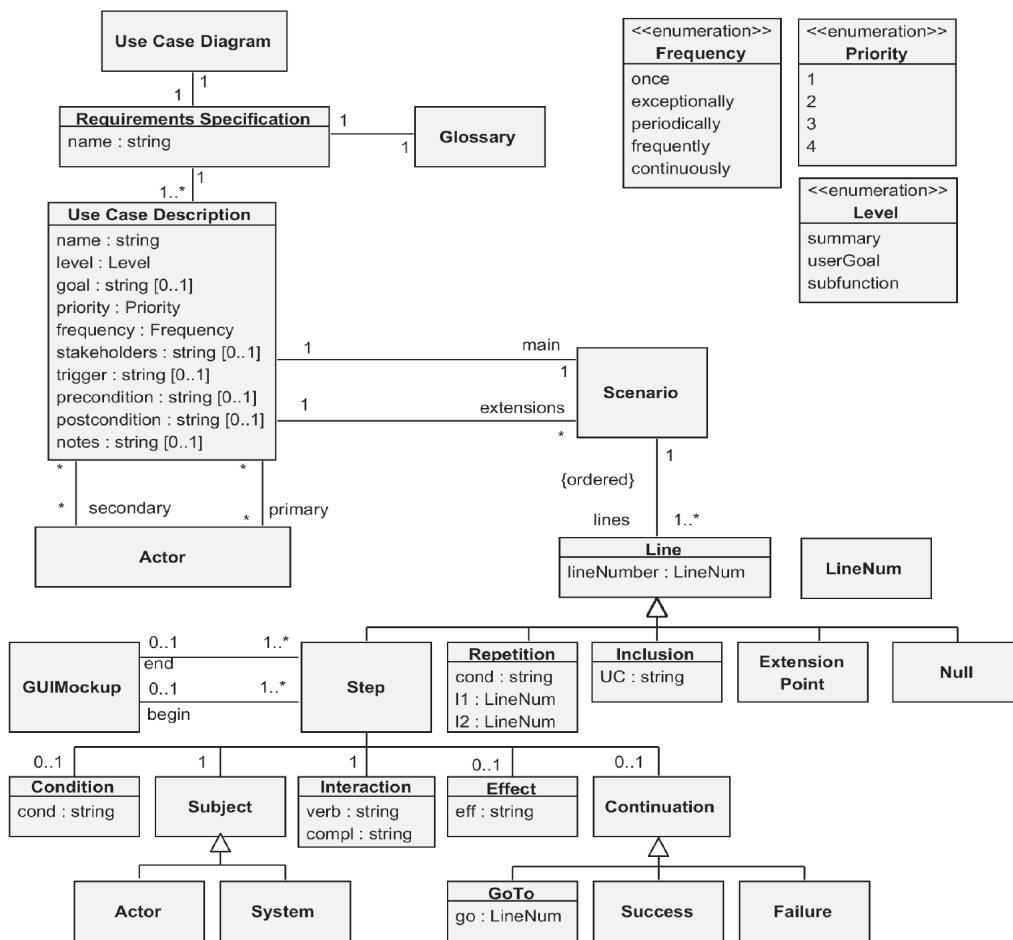 Use Case Diagram
1
1
Requirements Specification
name : string
1
1
Glossary
1
1..*
Use Case Description
name : string
level : Level
goal : string [0..1]
priority : Priority
frequency : Frequency
stakeholders : string [0..1]
trigger : string [0..1]
precondition : string [0..1]
postcondition : string [0..1]
notes : string [0..1]
<<enumeration>>
Frequency
once
exceptionally
periodically
frequently
continuously
<<enumeration>>
Priority
1
2
3
4
<<enumeration>>
Level
summary
userGoal
subfunction
1
main
1
1
extensions
*
Scenario
*
*
* secondary
* primary
Actor
1
{ordered}
lines
1..*
Line
lineNumber : LineNum
LineNum
GUIMockup
0..1
1..*
end
0..1
1..*
begin
Step
Repetition
cond : string
l1 : LineNum
l2 : LineNum
Inclusion
UC : string
Extension
Point
Null
0..1
1
1
0..1
0..1
Condition
cond : string
Subject
Interaction
verb : string
compl : string
Effect
eff : string
Continuation
Actor
System
GoTo
go : LineNum
Success
Failure